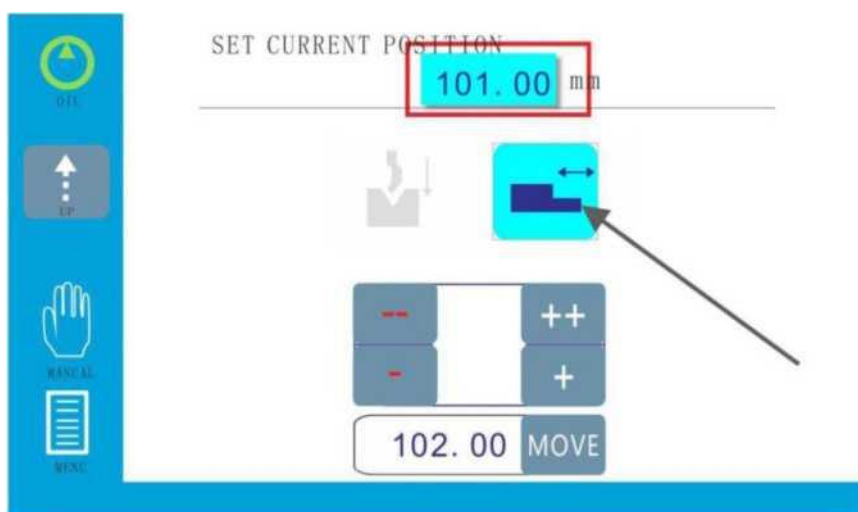 SET CURRENT POSITION
101.00 mm
OIL
UP
-- ++
- +
MANUAL
102.00 MOVE
MENU